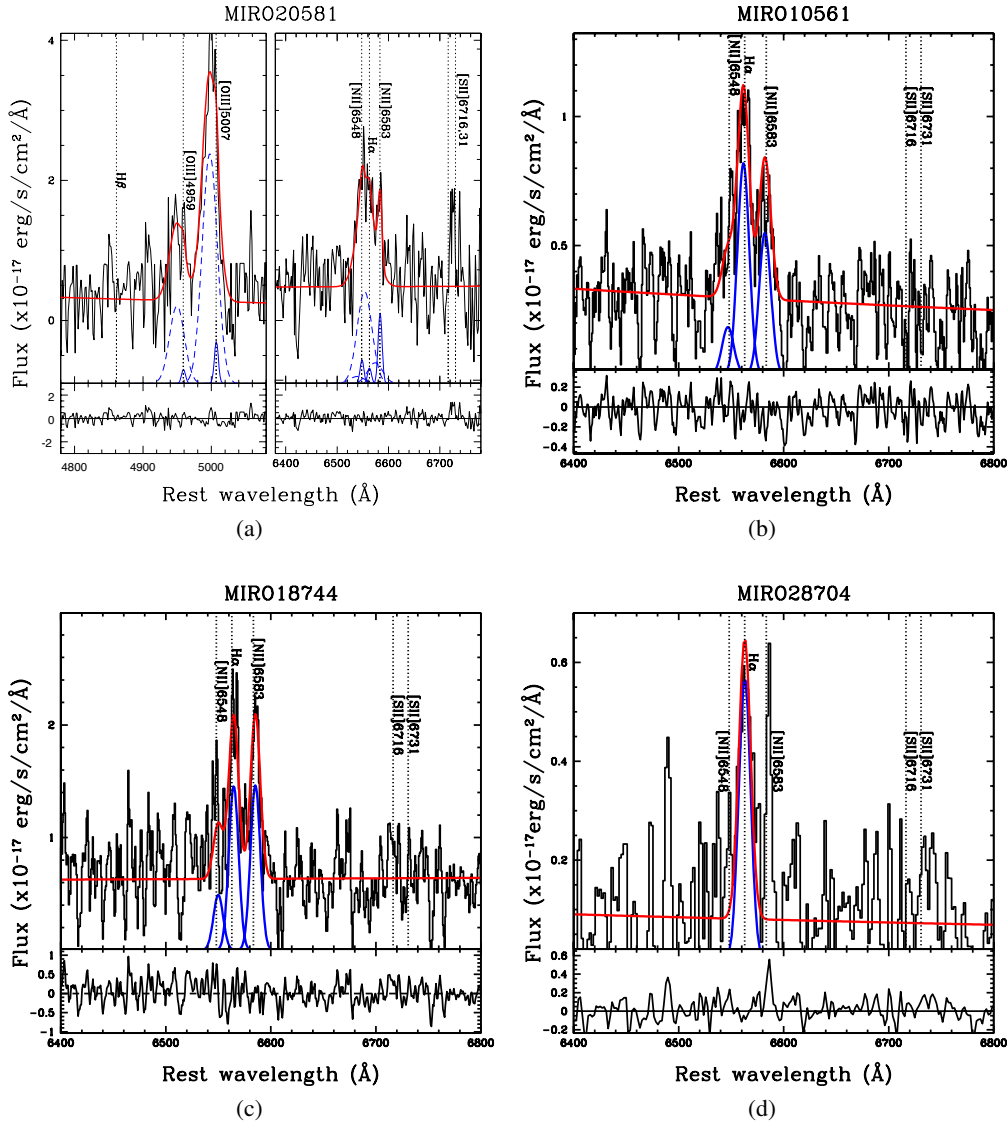 MIRO20581
Flux (x10⁻¹⁷ erg/s/cm²/Å)
4
2
0
Hβ
[OIII]4959
[OIII]5007
[NII]6548
Hα
[NII]6583
[SII]6716,31
2
0
-2
4800 4900 5000
6400 6500 6600 6700
Rest wavelength (Å)
(a)
MIRO10561
Flux (x10⁻¹⁷ erg/s/cm²/Å)
1
0.5
[NII]6548
Hα
[NII]6583
[SII]6716
[SII]6731
0.2
0
-0.2
-0.4
6400 6500 6600 6700 6800
Rest wavelength (Å)
(b)
MIRO18744
Flux (x10⁻¹⁷ erg/s/cm²/Å)
2
1
[NII]6548
Hα
[NII]6583
[SII]6716
[SII]6731
1
0.5
0
-0.5
-1
6400 6500 6600 6700 6800
Rest wavelength (Å)
(c)
MIRO28704
Flux (x10⁻¹⁷erg/s/cm²/Å)
0.6
0.4
0.2
[NII]6548
Hα
[NII]6583
[SII]6716
[SII]6731
0.6
0.4
0.2
0
-0.2
6400 6500 6600 6700 6800
Rest wavelength (Å)
(d)